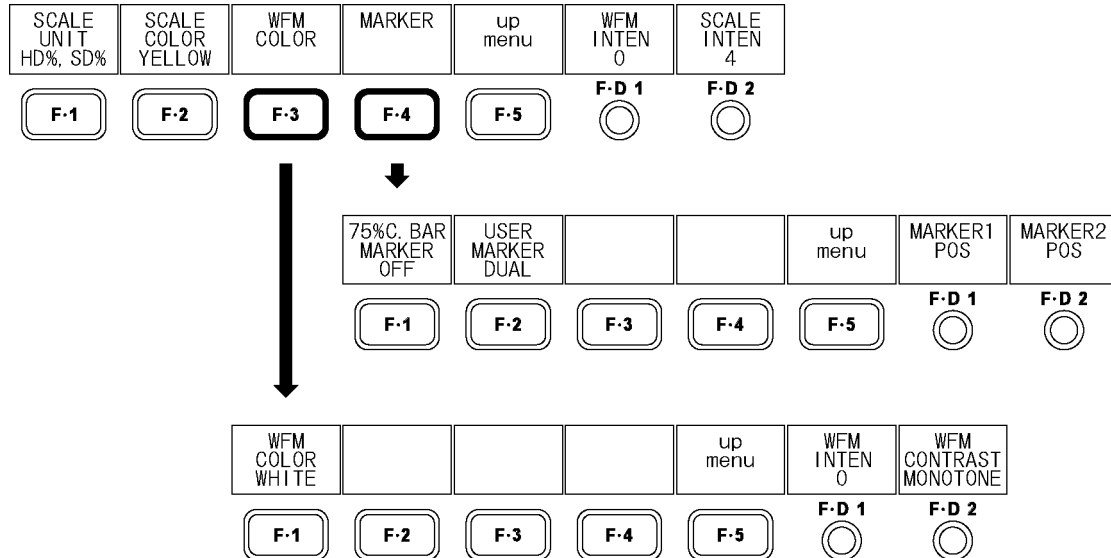 SCALE UNIT HD%, SD%
SCALE COLOR YELLOW
WFM COLOR
MARKER
up menu
WFM INTEN 0
SCALE INTEN 4
F·1
F·2
F·3
F·4
F·5
F·D 1
F·D 2
75%C. BAR MARKER OFF
USER MARKER DUAL
up menu
MARKER1 POS
MARKER2 POS
F·1
F·2
F·3
F·4
F·5
F·D 1
F·D 2
WFM COLOR WHITE
up menu
WFM INTEN 0
WFM CONTRAST MONOTONE
F·1
F·2
F·3
F·4
F·5
F·D 1
F·D 2